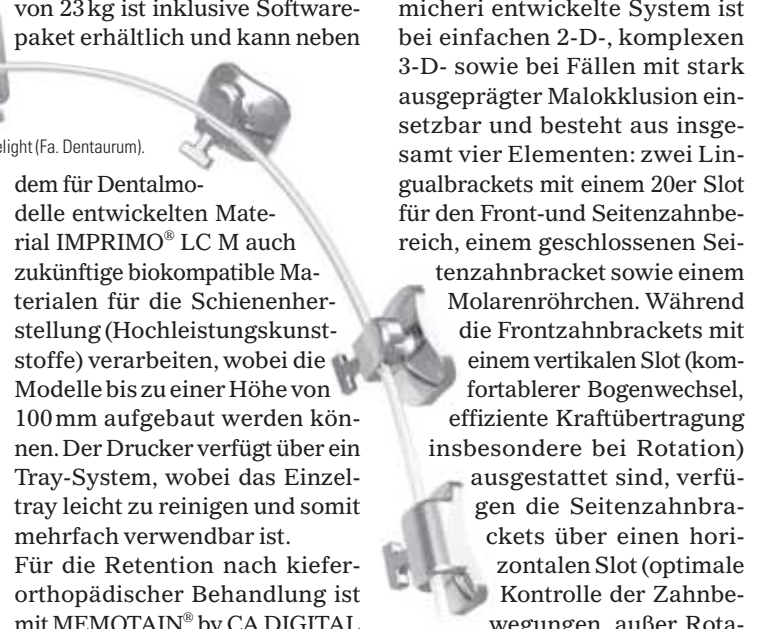 von 23 kg ist inklusive Software-
paket erhältlich und kann neben
elight (Fa. Dentaurum).
dem für Dentalmo-
delle entwickelten Mate-
rial IMPRIMO® LC M auch
zukünftige biokompatible Ma-
terialen für die Schienenher-
stellung (Hochleistungskunst-
stoffe) verarbeiten, wobei die
Modelle bis zu einer Höhe von
100 mm aufgebaut werden kön-
nen. Der Drucker verfügt über ein
Tray-System, wobei das Einzel-
tray leicht zu reinigen und somit
mehrfach verwendbar ist.
Für die Retention nach kiefer-
orthopädischer Behandlung ist
mit MEMOTAIN® by CA DIGITAL
micheri entwickelte System ist
bei einfachen 2-D-, komplexen
3-D- sowie bei Fällen mit stark
ausgeprägter Malokklusion ein-
setzbar und besteht aus insge-
samt vier Elementen: zwei Lin-
gualbrackets mit einem 20er Slot
für den Front-und Seitenzahnbe-
reich, einem geschlossenen Sei-
tenzahnbracket sowie einem
Molarenröhrchen. Während
die Frontzahnbrackets mit
einem vertikalen Slot (kom-
fortablerer Bogenwechsel,
effiziente Kraftübertragung
insbesondere bei Rotation)
ausgestattet sind, verfü-
gen die Seitenzahnbra-
ckets über einen hori-
zontalen Slot (optimale
Kontrolle der Zahnbe-
wegungen, außer Rota-